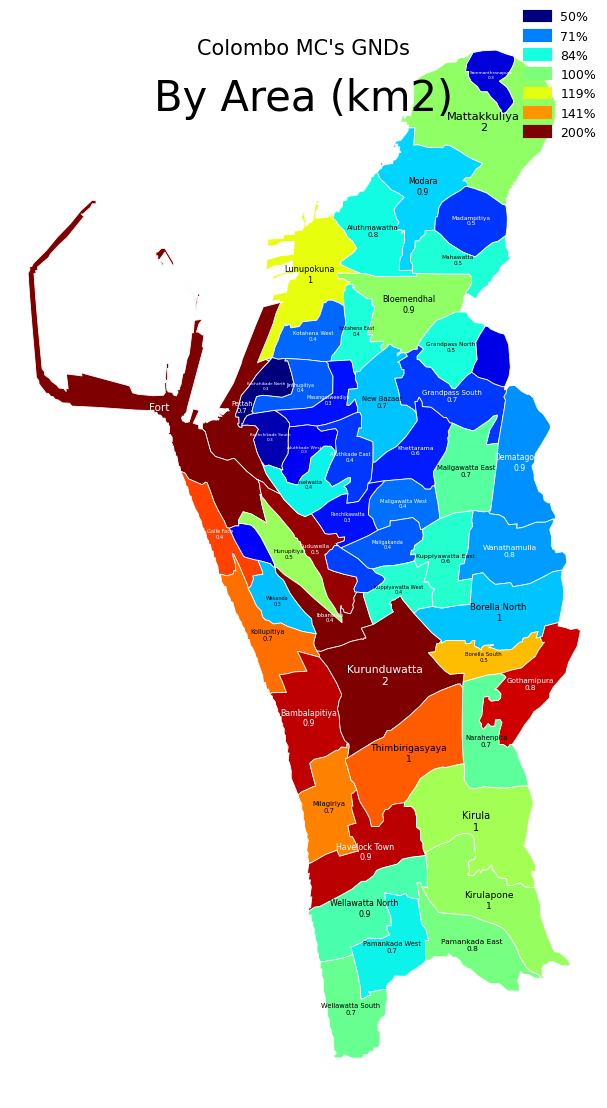 Colombo MC's GNDs
By Area (km2)
50%
71%
84%
100%
119%
141%
200%
Sammanthranapura
0.3
Mattakkuliya
2
Modara
0.9
Madampitiya
0.5
Aluthmawatha
0.8
Mahawatta
0.5
Lunupokuna
1
Bloemendhal
0.9
Kotahena East
0.4
Kotahena West
0.4
Grandpass North
0.5
Kochchikade North
0.3
Jinthupitiya
0.4
Masangasweediya
0.3
New Bazaar
0.7
Grandpass South
0.7
Fort
Pettah
0.7
Kochchikade South
0.3
Aluthkade West
0.3
Aluthkade East
0.4
Khettarama
0.6
Dematagoda
0.9
Maligawatta East
0.7
Keselwatta
0.4
Maligawatta West
0.4
Panchikawatta
0.3
Galle Face
0.4
Hunupitiya
0.5
Suduwella
0.5
Maligakanda
0.4
Wanathamulla
0.8
Kuppiyawatta East
0.6
Kuppiyawatta West
0.4
Wekanda
0.3
Borella North
1
Ibbanwala
0.4
Kollupitiya
0.7
Borella South
0.5
Kurunduwatta
2
Gothamipura
0.8
Bambalapitiya
0.9
Narahenpita
0.7
Thimbirigasyaya
1
Milagiriya
0.7
Kirula
1
Havelock Town
0.9
Kirulapone
1
Wellawatta North
0.9
Pamankada West
0.7
Pamankada East
0.8
Wellawatta South
0.7